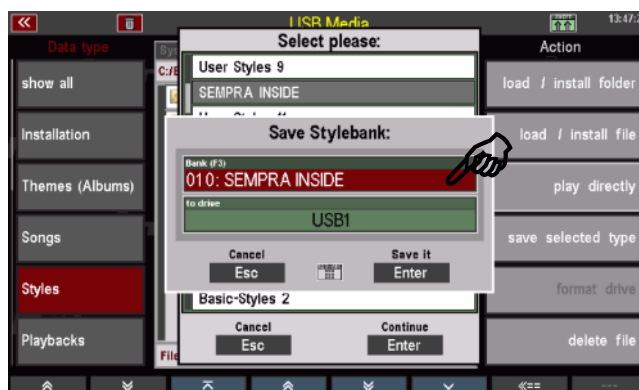 USB Media
13:47:
Data type
Select please:
Action
show all
Installation
Themes (Albums)
Songs
Styles
Playbacks
Sys
C:/E
User Styles 9
SEMPRA INSIDE
Save Stylebank:
Bank (F3)
010: SEMPRA INSIDE
to drive
USB1
Cancel
Save it
Esc
Enter
Basic-Styles 2
Cancel
Continue
Esc
Enter
File
load / install folder
load / install file
play directly
save selected type
format drive
delete file
«==
---